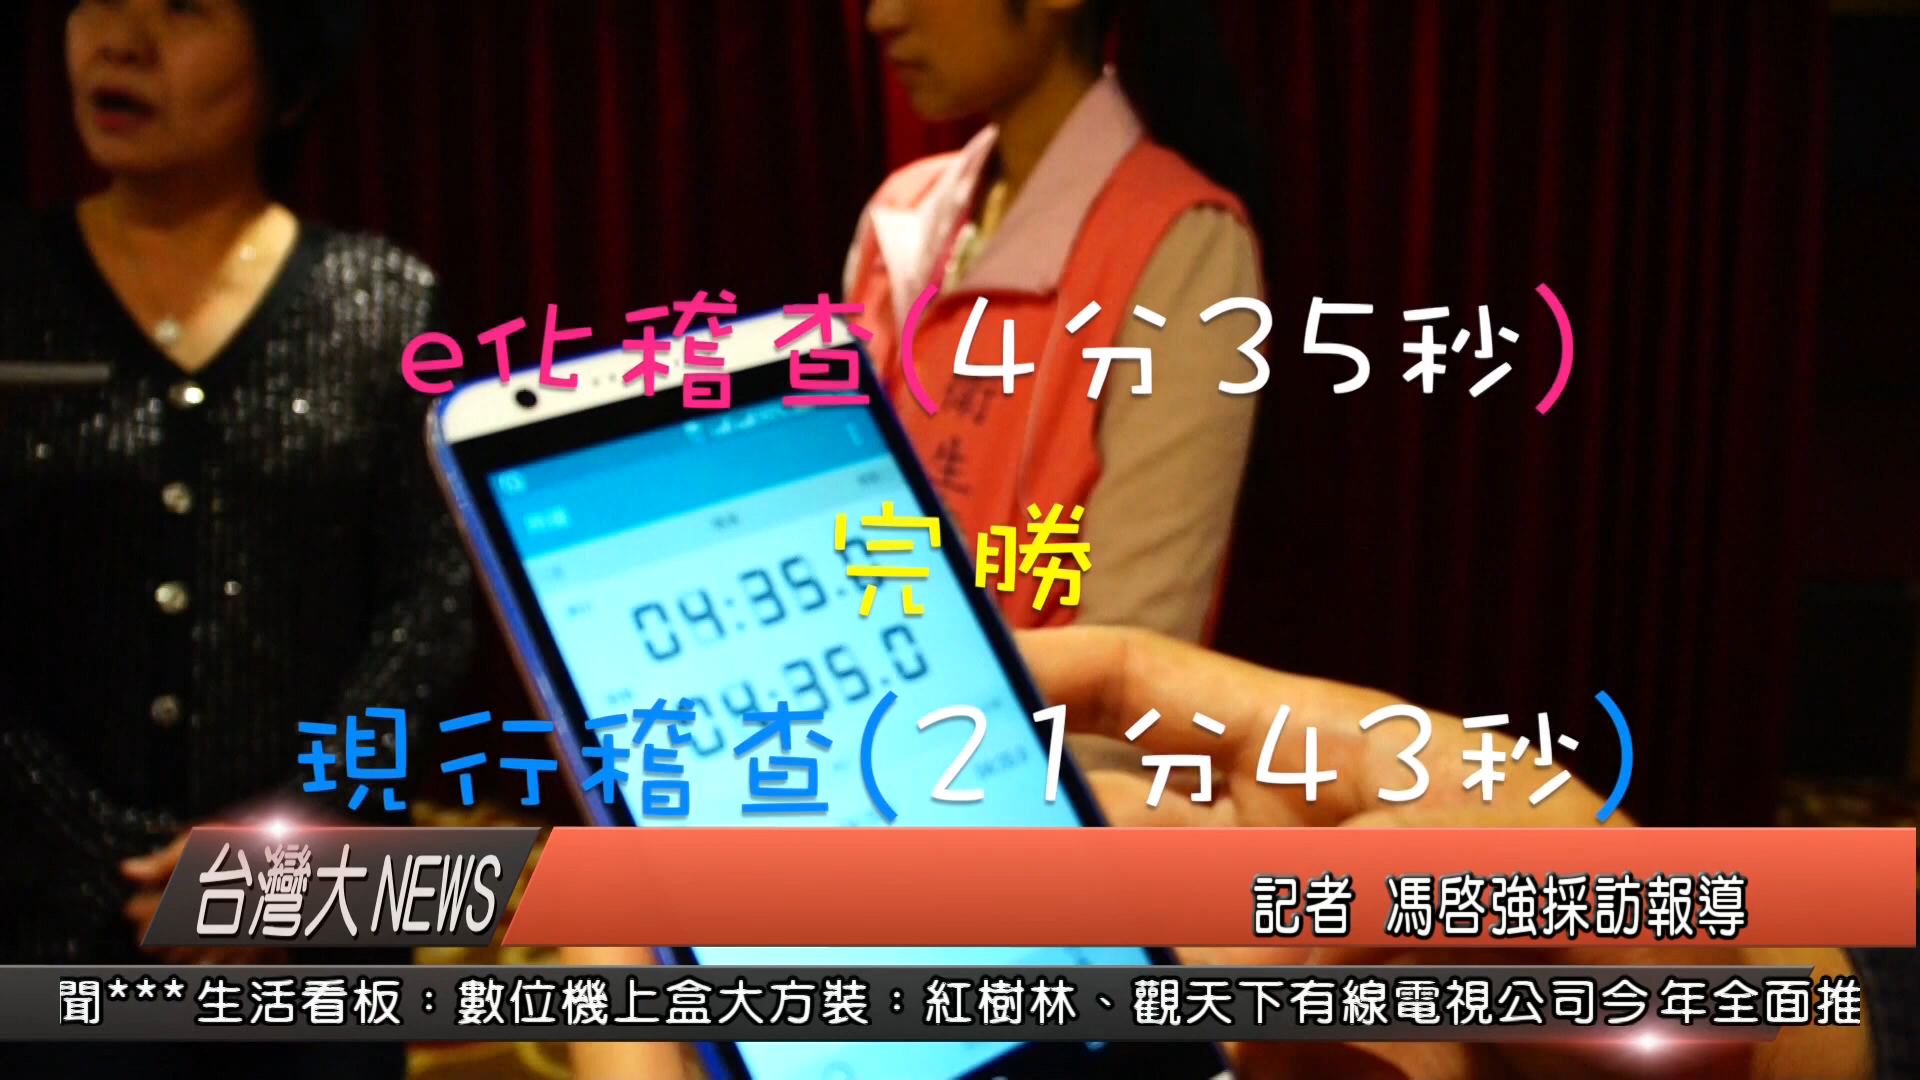 e化稽查(4分35秒)
衛生
04:35.0
完勝
04:35.0
現行稽查(21分43秒)
台灣大NEWS
記者 馮啓強採訪報導
聞***生活看板：數位機上盒大方裝：紅樹林、觀天下有線電視公司今年全面推